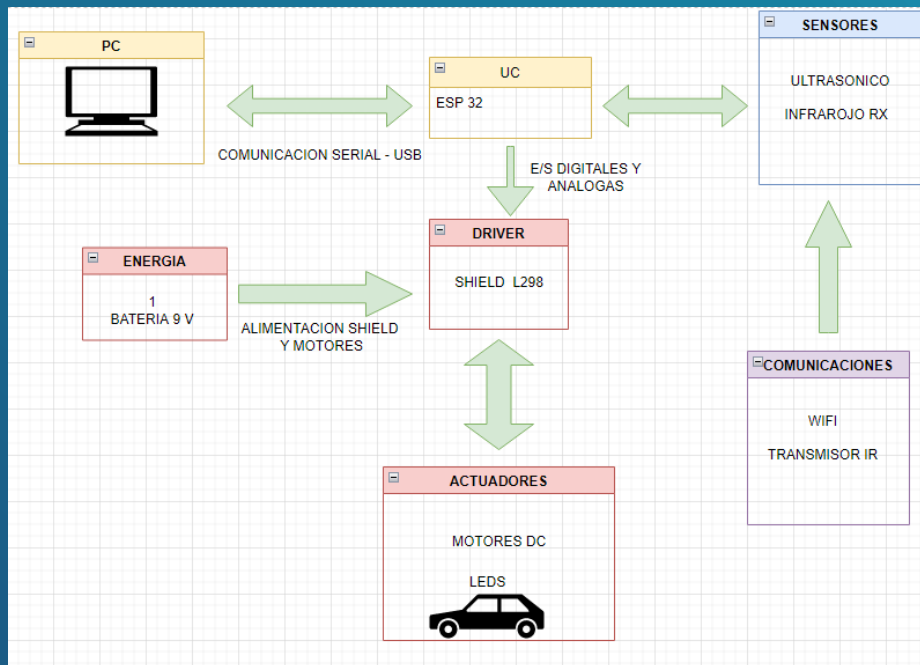 PC
COMUNICACION SERIAL - USB
UC
ESP 32
E/S DIGITALES Y
ANALOGAS
SENSORES
ULTRASONICO
INFRAROJO RX
ENERGIA
1
BATERIA 9 V
ALIMENTACION SHIELD
Y MOTORES
DRIVER
SHIELD L298
COMUNICACIONES
WIFI
TRANSMISOR IR
ACTUADORES
MOTORES DC
LEDS